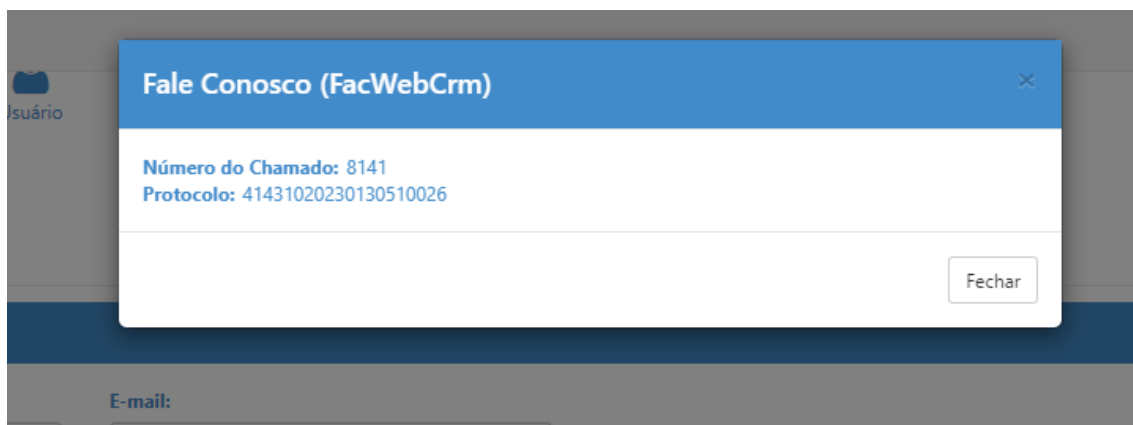 Fale Conosco (FacWebCrm) ×
Usuário
Número do Chamado: 8141
Protocolo: 41431020230130510026
Fechar
E-mail: